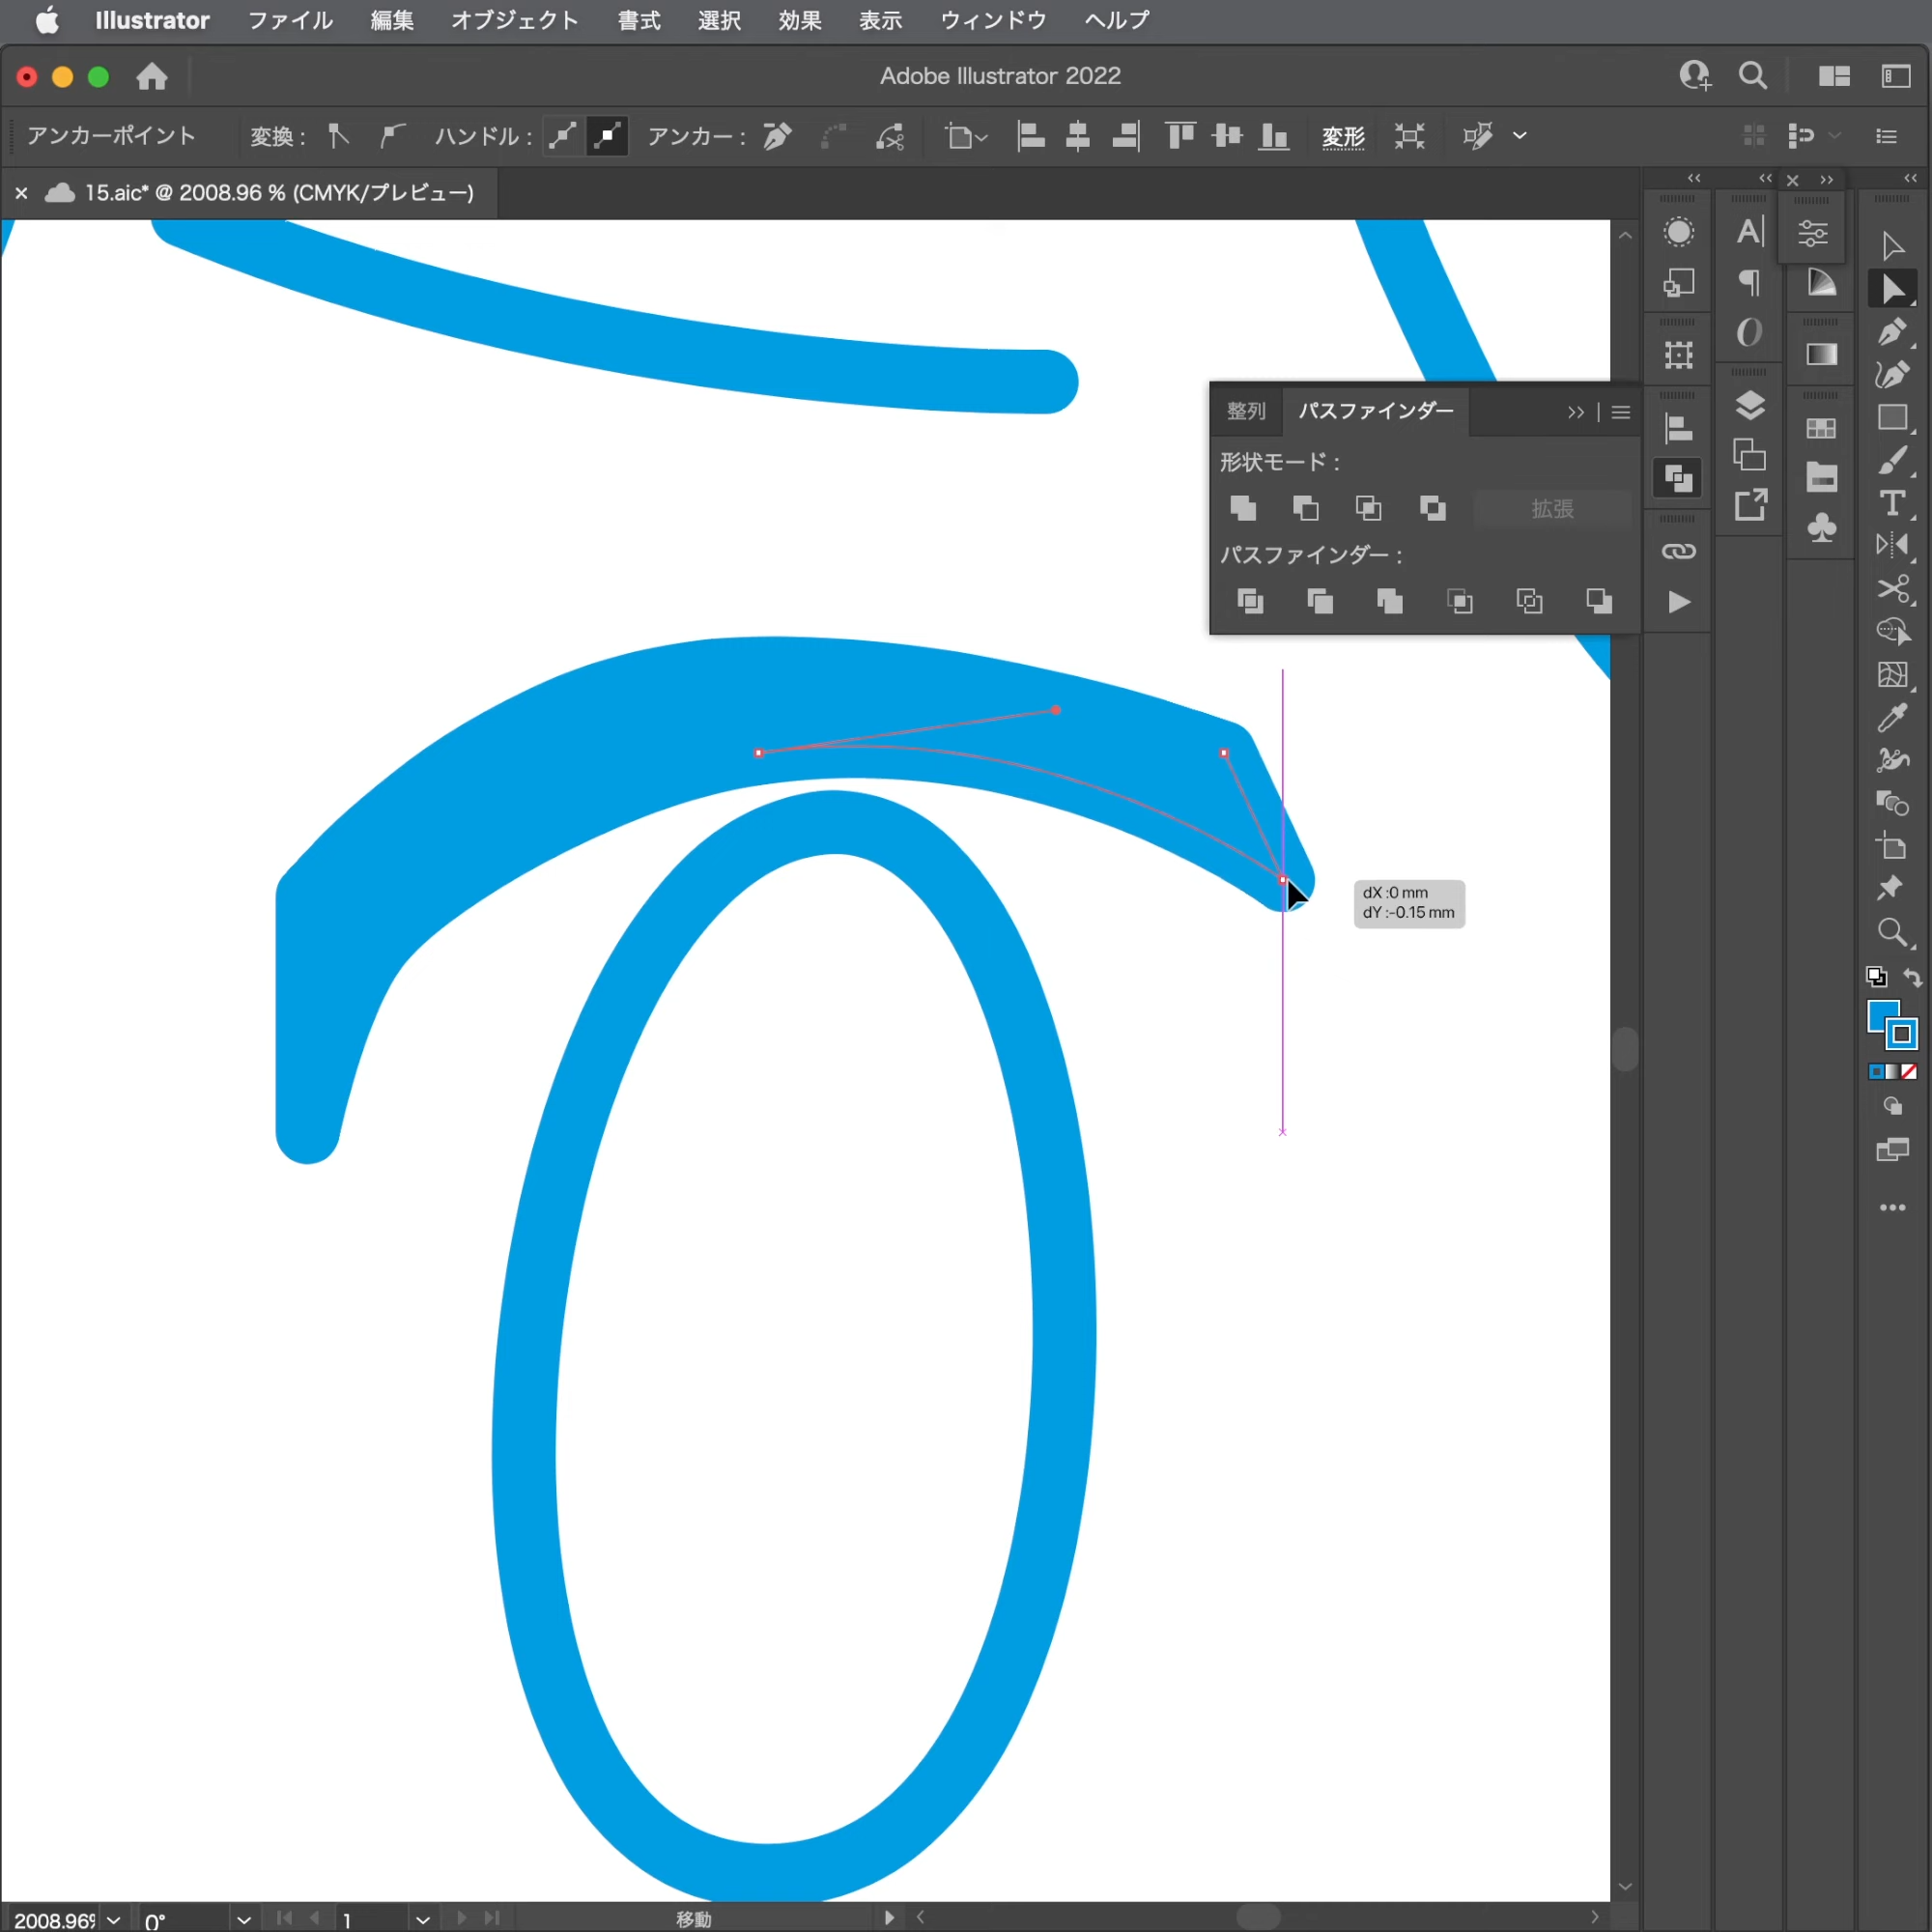 Illustrator ファイル 編集 オブジェクト 書式 選択 効果 表示 ウィンドウ ヘルプ
Adobe Illustrator 2022
アンカーポイント 変換： ハンドル： アンカー： 変形
15.aic* @ 2008.96 % (CMYK/プレビュー)
整列 パスファインダー
形状モード：
拡張
パスファインダー：
dX :0 mm
dY :-0.15 mm
2008.96% 0° 1 移動